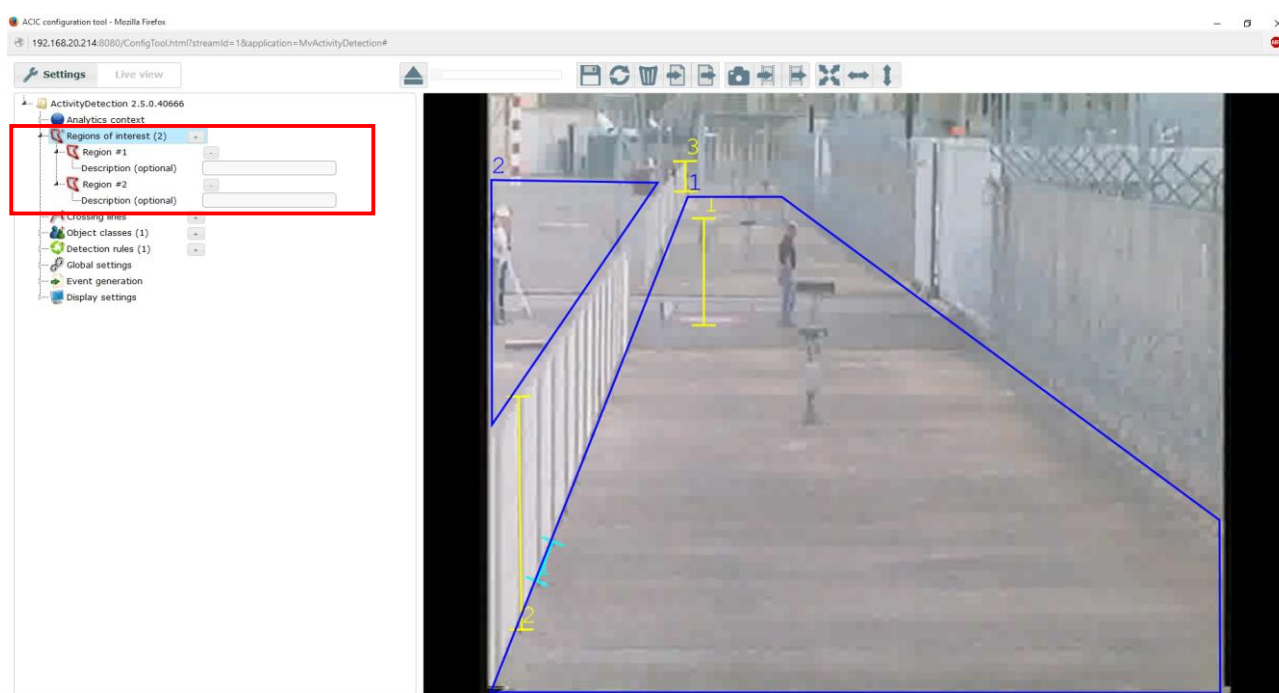 ACIC configuration tool - Mozilla Firefox
192.168.20.214:8080/ConfigTool.html?streamId=1&application=MvActivityDetection#
Settings Live view
ActivityDetection 2.5.0.40666
Analytics context
Regions of interest (2) +
Region #1 -
Description (optional)
Region #2 -
Description (optional)
Crossing lines +
Object classes (1) +
Detection rules (1) +
Global settings
Event generation
Display settings
3
2
1
1
2